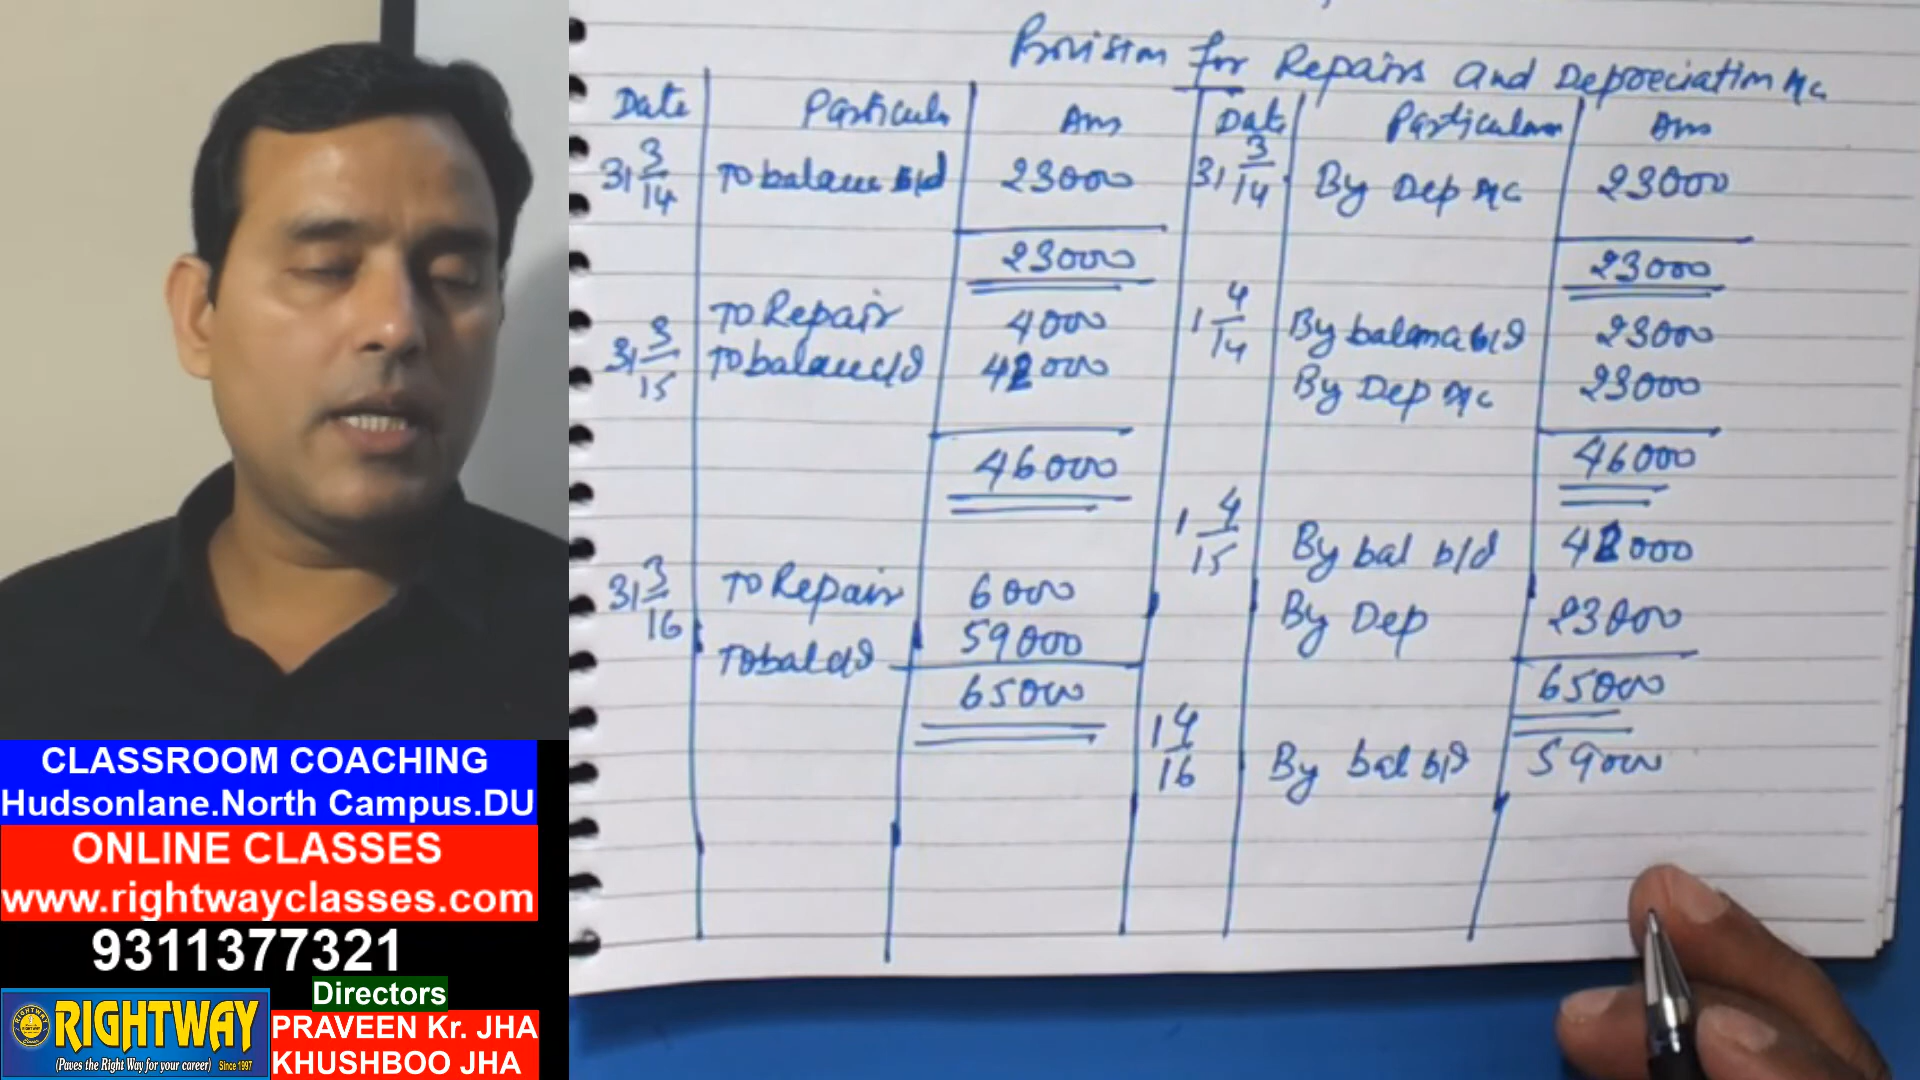 Provision for Repairs and Depreciation A/c
Date Particulars Am Date Particulars Am
31 3/14 To balance c/d 23000 31 3/14 By Dep A/c 23000
23000 23000
To Repair 4000 1 4/14 By balance b/d 23000
31 3/15 To balance c/d 42000 By Dep A/c 23000
46000 46000
1 4/15 By bal b/d 42000
31 3/16 To Repair 6000 By Dep 23000
To bal c/d 59000
65000 65000
1 4/16 By bal b/d 59000
CLASSROOM COACHING
Hudsonlane.North Campus.DU
ONLINE CLASSES
www.rightwayclasses.com
9311377321
Directors
RIGHTWAY PRAVEEN Kr. JHA
(Paves the Right Way for your career) Since 1997 KHUSHBOO JHA